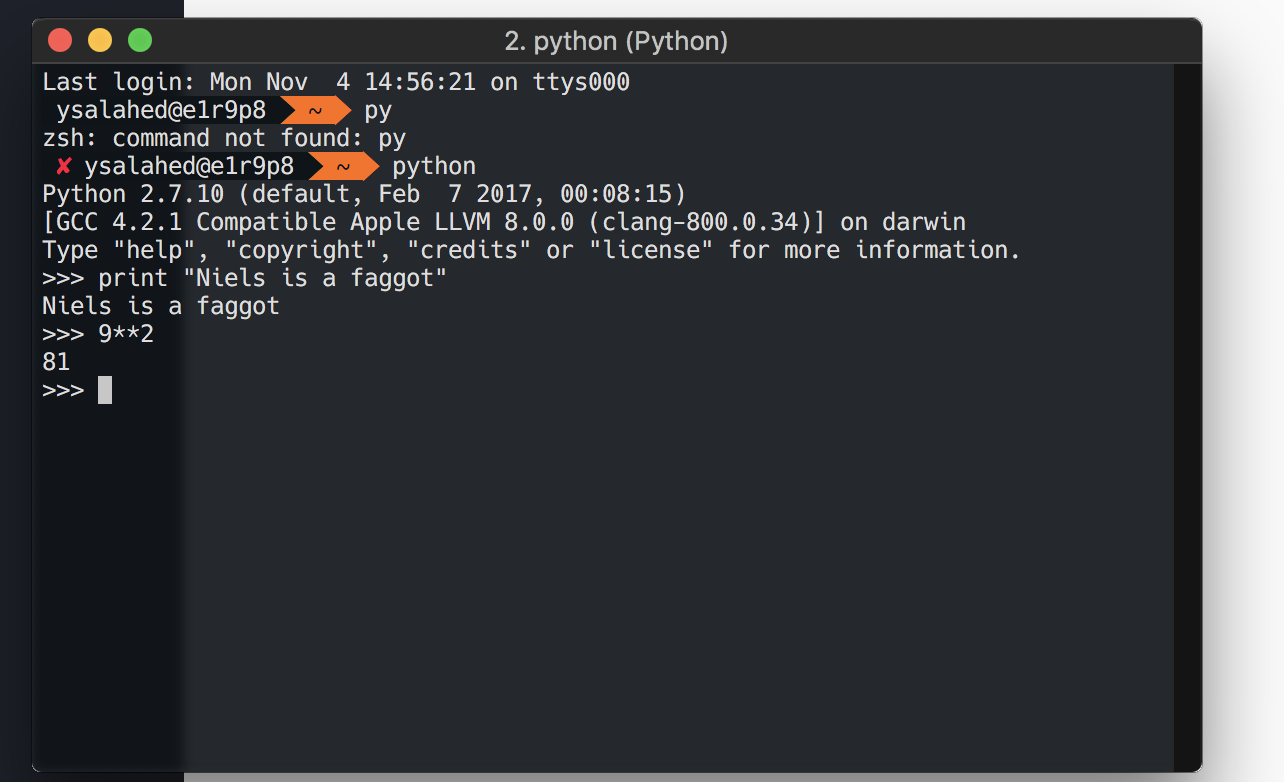 2. python (Python)
Last login: Mon Nov  4 14:56:21 on ttys000
ysalahed@e1r9p8 ~ py
zsh: command not found: py
✘ ysalahed@e1r9p8 ~ python
Python 2.7.10 (default, Feb  7 2017, 00:08:15)
[GCC 4.2.1 Compatible Apple LLVM 8.0.0 (clang-800.0.34)] on darwin
Type "help", "copyright", "credits" or "license" for more information.
>>> print "Niels is a faggot"
Niels is a faggot
>>> 9**2
81
>>>